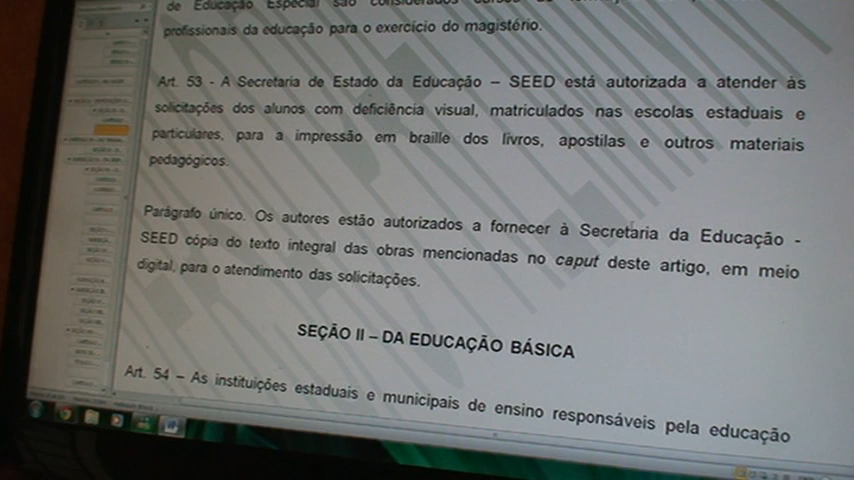 de Educação Especial são considerados cursos de
profissionais da educação para o exercício do magistério.
Art. 53 - A Secretaria de Estado da Educação – SEED está autorizada a atender às
solicitações dos alunos com deficiência visual, matriculados nas escolas estaduais e
particulares, para a impressão em braille dos livros, apostilas e outros materiais
pedagógicos.
Parágrafo único. Os autores estão autorizados a fornecer à Secretaria da Educação -
SEED cópia do texto integral das obras mencionadas no caput deste artigo, em meio
digital, para o atendimento das solicitações.
SEÇÃO II – DA EDUCAÇÃO BÁSICA
Art. 54 – As instituições estaduais e municipais de ensino responsáveis pela educação